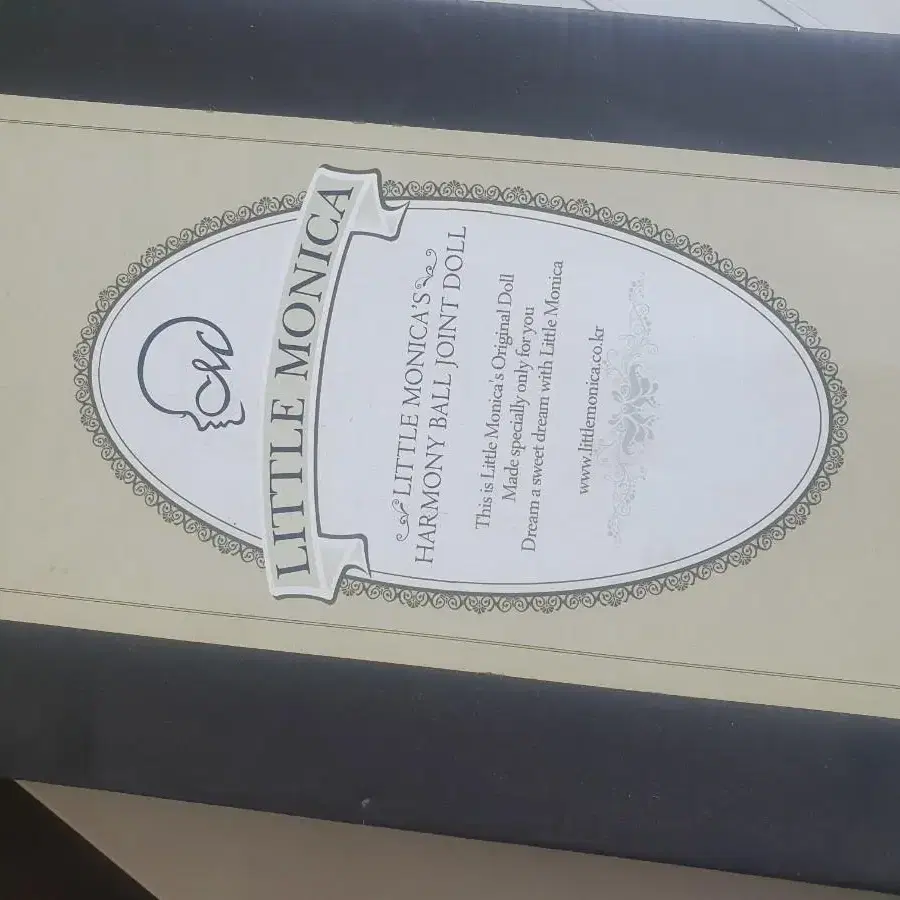 M
LITTLE MONICA
LITTLE MONICA'S
HARMONY BALL JOINT DOLL
This is Little Monica's Original Doll
Made specially only for you
Dream a sweet dream with Little Monica
www.littlemonica.co.kr